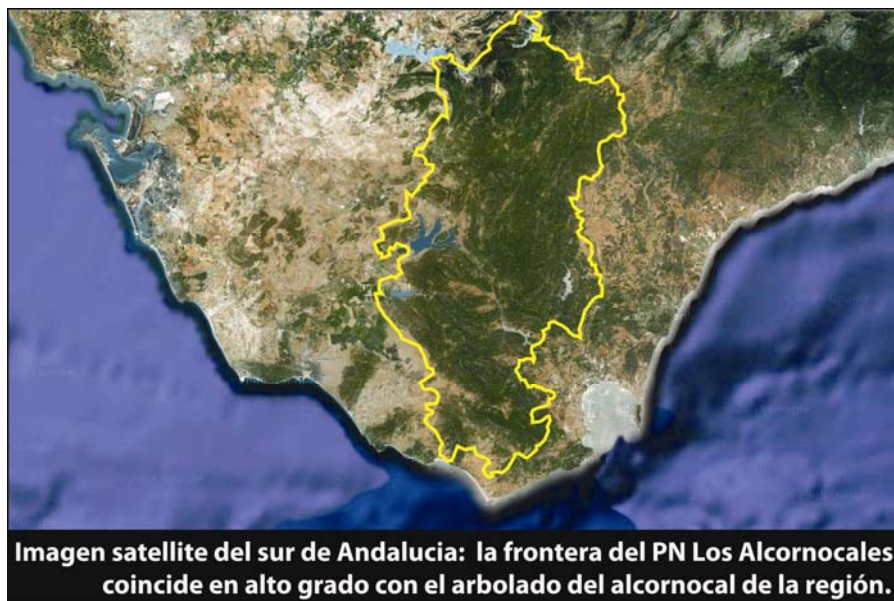 Imagen satellite del sur de Andalucia: la frontera del PN Los Alcornocales
coincide en alto grado con el arbolado del alcornocal de la región.